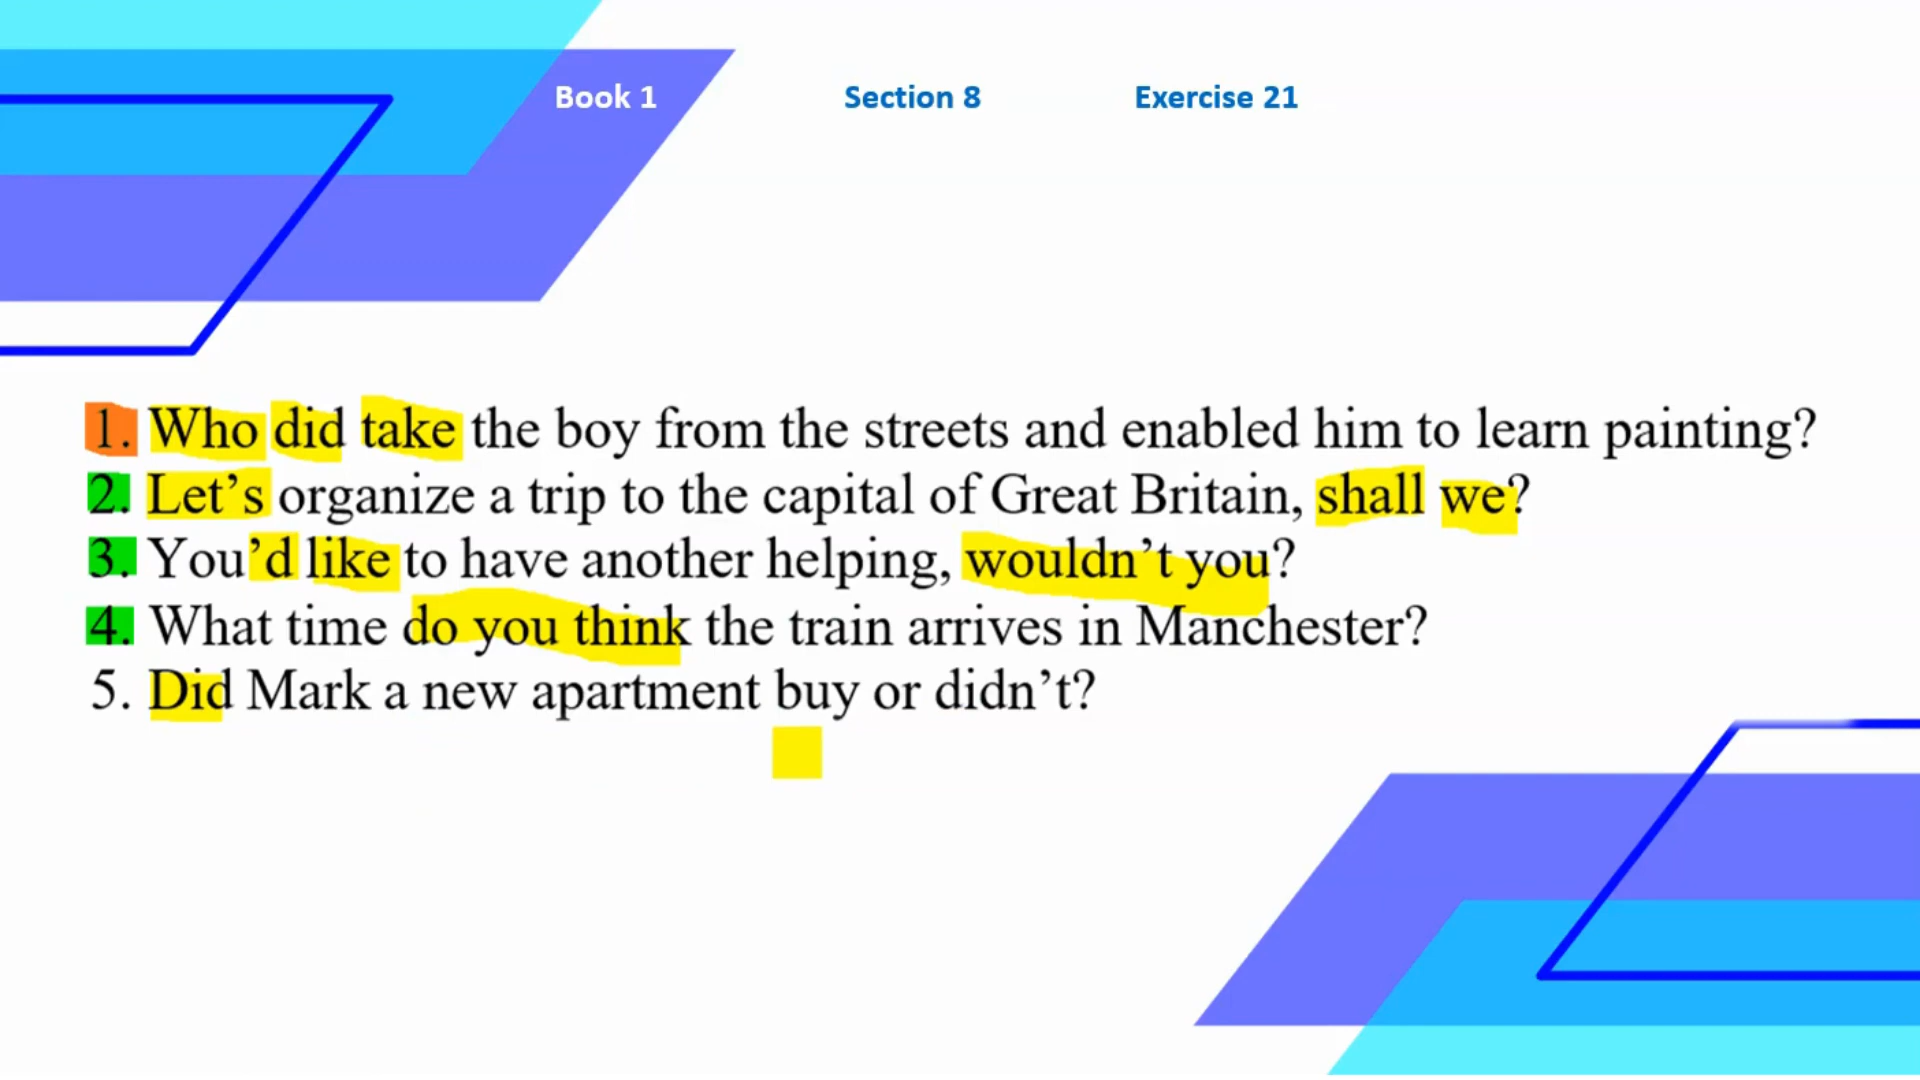 Book 1 Section 8 Exercise 21
1. Who did take the boy from the streets and enabled him to learn painting?
2. Let’s organize a trip to the capital of Great Britain, shall we?
3. You’d like to have another helping, wouldn’t you?
4. What time do you think the train arrives in Manchester?
5. Did Mark a new apartment buy or didn’t?